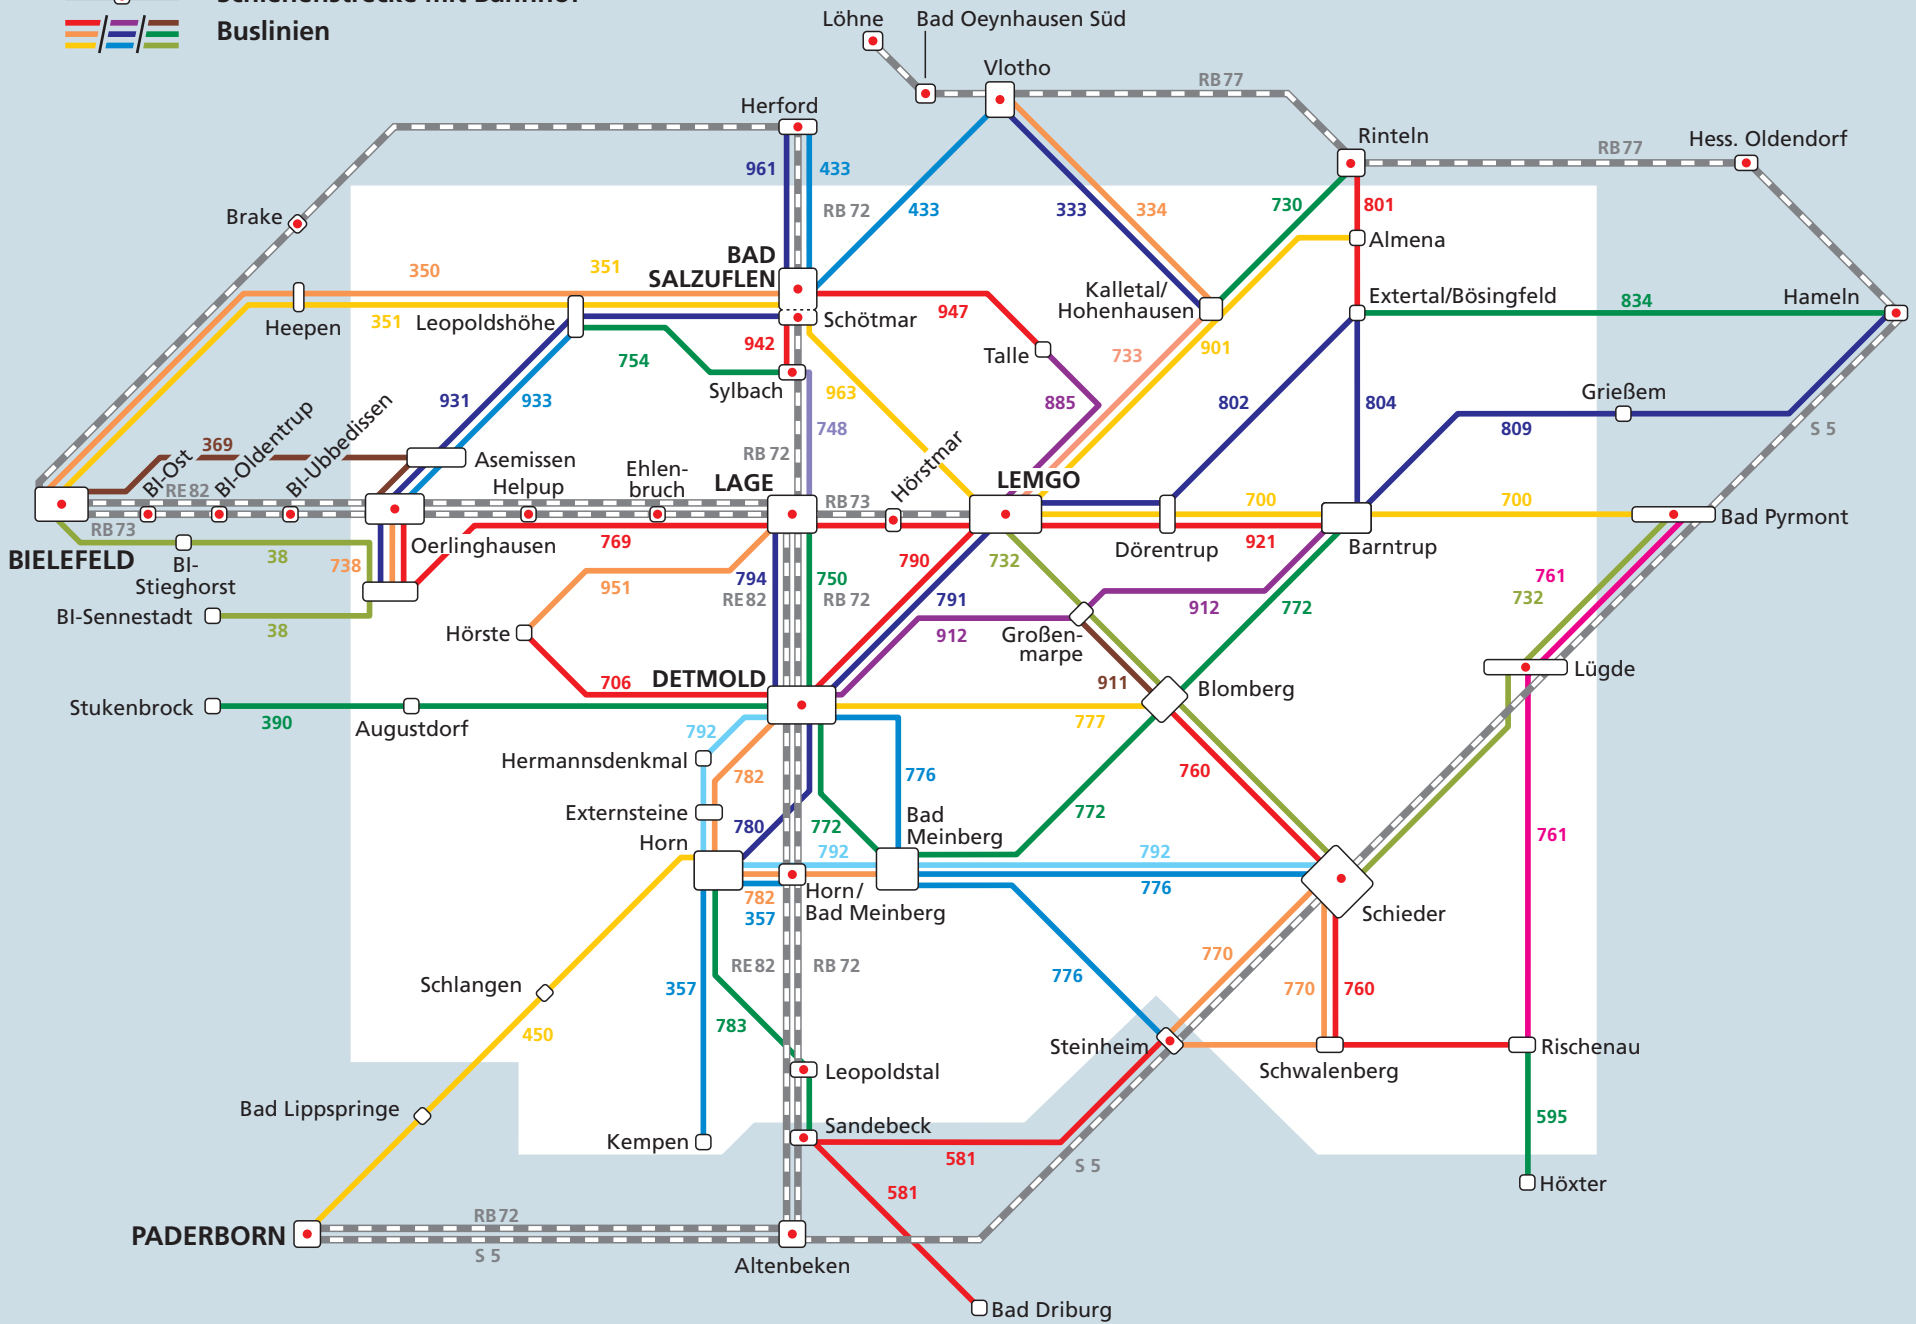 Schienenstrecke mit Bahnhof
Buslinien
Löhne
Bad Oeynhausen Süd
Vlotho
RB 77
Herford
Rinteln
Hess. Oldendorf
RB 77
961
433
RB 72
433
333
334
730
801
Brake
Almena
BAD
SALZUFLEN
350
351
Heepen
351
Leopoldshöhe
Schötmar
947
Kalletal/
Hohenhausen
Extertal/Bösingfeld
834
Hameln
942
754
Talle
733
901
Sylbach
963
931
933
748
885
802
804
Grießem
809
S 5
369
BI-Ost
BI-Oldentrup
BI-Ubbedissen
Asemissen
RB 72
Hörstmar
RE 82
Helpup
Ehlen-
bruch
LAGE
RB 73
LEMGO
700
700
Bad Pyrmont
RB 73
BIELEFELD
38
BI-
Stieghorst
738
Oerlinghausen
769
790
732
Dörentrup
921
Barntrup
951
794
RE 82
750
RB 72
791
912
912
772
761
732
BI-Sennestadt
38
Hörste
Großen-
marpe
706
DETMOLD
911
Blomberg
Lügde
Stukenbrock
390
Augustdorf
792
777
Hermannsdenkmal
782
776
760
Externsteine
780
772
Bad
Meinberg
772
Horn
792
792
761
782
357
Horn/
Bad Meinberg
776
Schieder
RE 82
RB 72
770
Schlangen
357
783
776
770
760
450
Steinheim
Schwalenberg
Rischenau
Leopoldstal
Bad Lippspringe
Kempen
Sandebeck
581
S 5
595
581
Höxter
PADERBORN
RB 72
S 5
Altenbeken
Bad Driburg